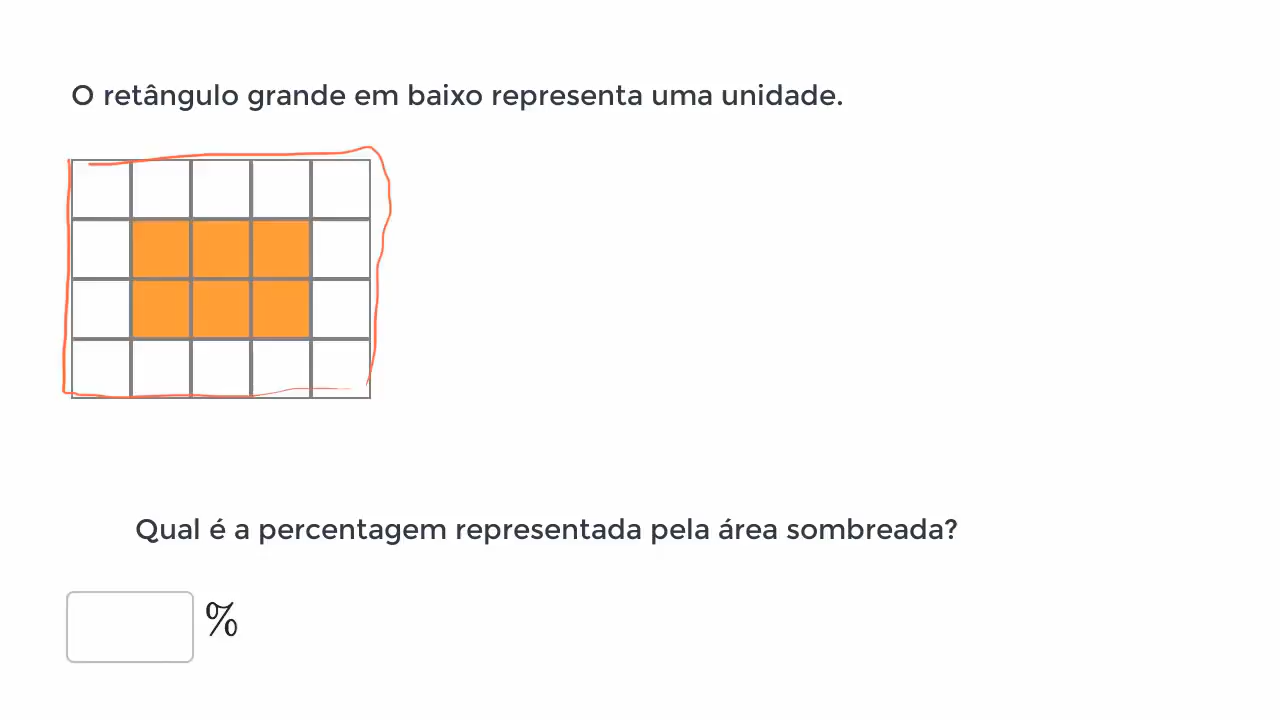 O retângulo grande em baixo representa uma unidade.
Qual é a percentagem representada pela área sombreada?
%